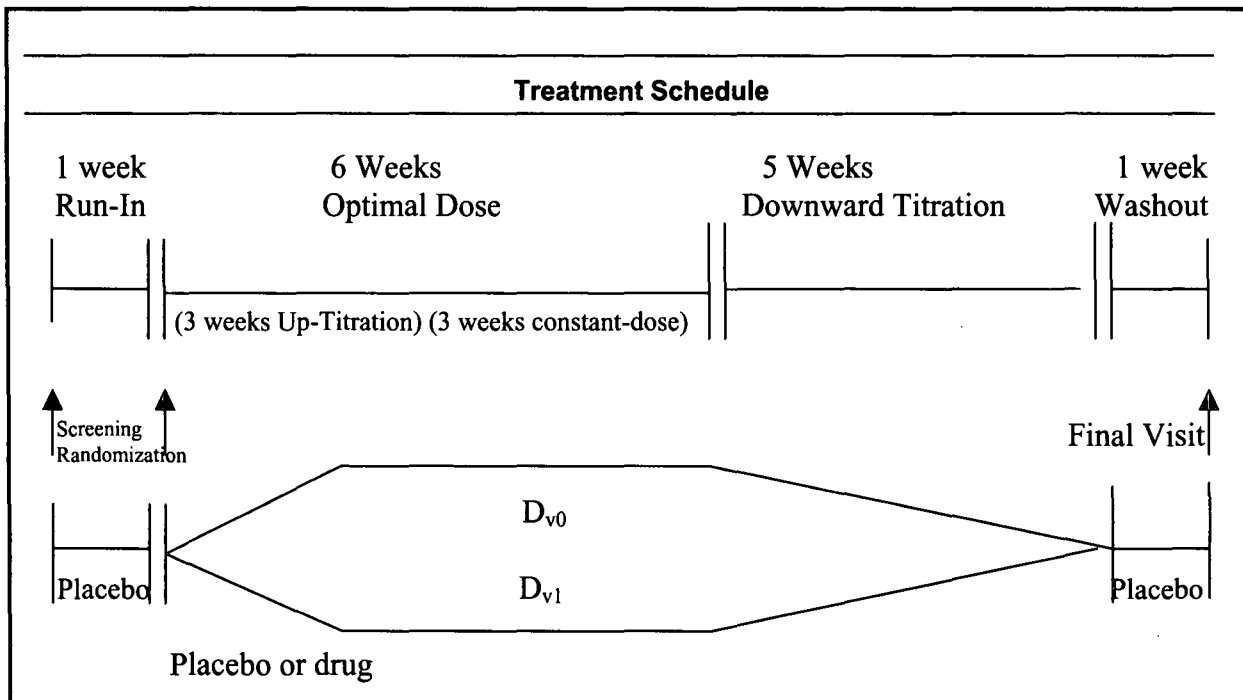 Treatment Schedule
1 week 6 Weeks 5 Weeks 1 week
Run-In Optimal Dose Downward Titration Washout
(3 weeks Up-Titration) (3 weeks constant-dose)
Screening
Randomization
Final Visit
Dv0
Placebo Dv1 Placebo
Placebo or drug